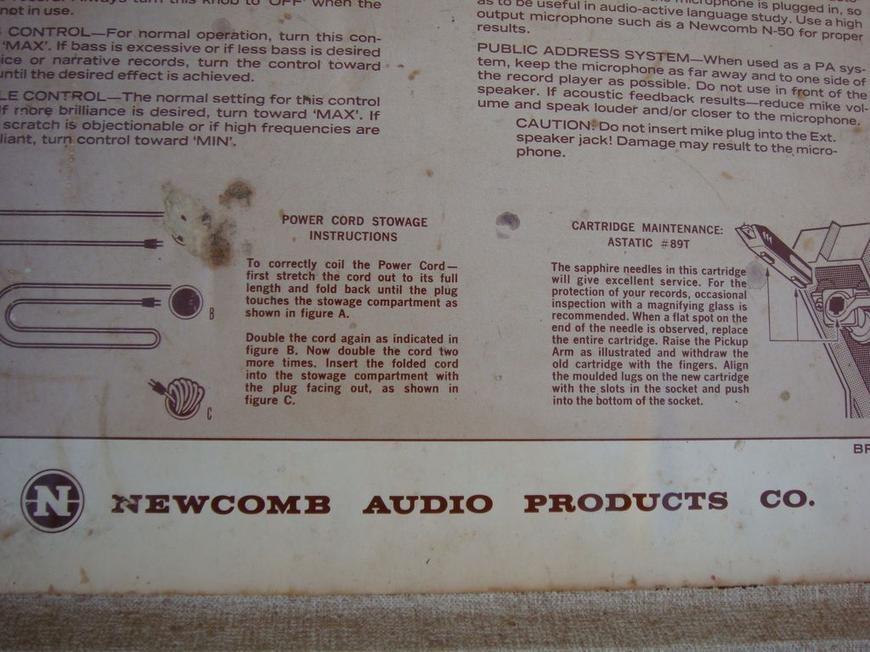 turn this knob to 'OFF' when the
not in use.
CONTROL—For normal operation, turn this con-
'MAX'. If bass is excessive or if less bass is desired
ice or narrative records, turn the control toward
until the desired effect is achieved.
LE CONTROL—The normal setting for this control
If more brilliance is desired, turn toward 'MAX'. If
scratch is objectionable or if high frequencies are
liant, turn control toward 'MIN'.
microphone is plugged in, so
as to be useful in audio-active language study. Use a high
output microphone such as a Newcomb N-50 for proper
results.
PUBLIC ADDRESS SYSTEM—When used as a PA sys-
tem, keep the microphone as far away and to one side of
the record player as possible. Do not use in front of the
speaker. If acoustic feedback results—reduce mike vol-
ume and speak louder and/or closer to the microphone.
CAUTION: Do not insert mike plug into the Ext.
speaker jack! Damage may result to the micro-
phone.
B
C
POWER CORD STOWAGE
INSTRUCTIONS
To correctly coil the Power Cord—
first stretch the cord out to its full
length and fold back until the plug
touches the stowage compartment as
shown in figure A.
Double the cord again as indicated in
figure B. Now double the cord two
more times. Insert the folded cord
into the stowage compartment with
the plug facing out, as shown in
figure C.
CARTRIDGE MAINTENANCE:
ASTATIC #89T
The sapphire needles in this cartridge
will give excellent service. For the
protection of your records, occasional
inspection with a magnifying glass is
recommended. When a flat spot on the
end of the needle is observed, replace
the entire cartridge. Raise the Pickup
Arm as illustrated and withdraw the
old cartridge with the fingers. Align
the moulded lugs on the new cartridge
with the slots in the socket and push
into the bottom of the socket.
BR
N NEWCOMB AUDIO PRODUCTS CO.